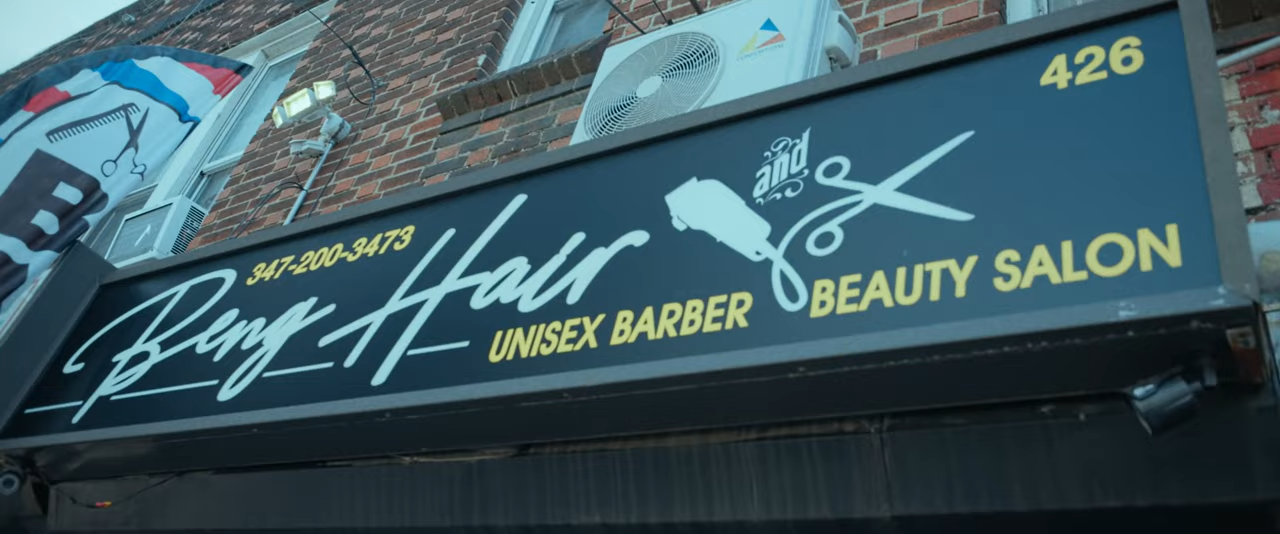 426
347-200-3473
Beng Hair
and
UNISEX BARBER BEAUTY SALON